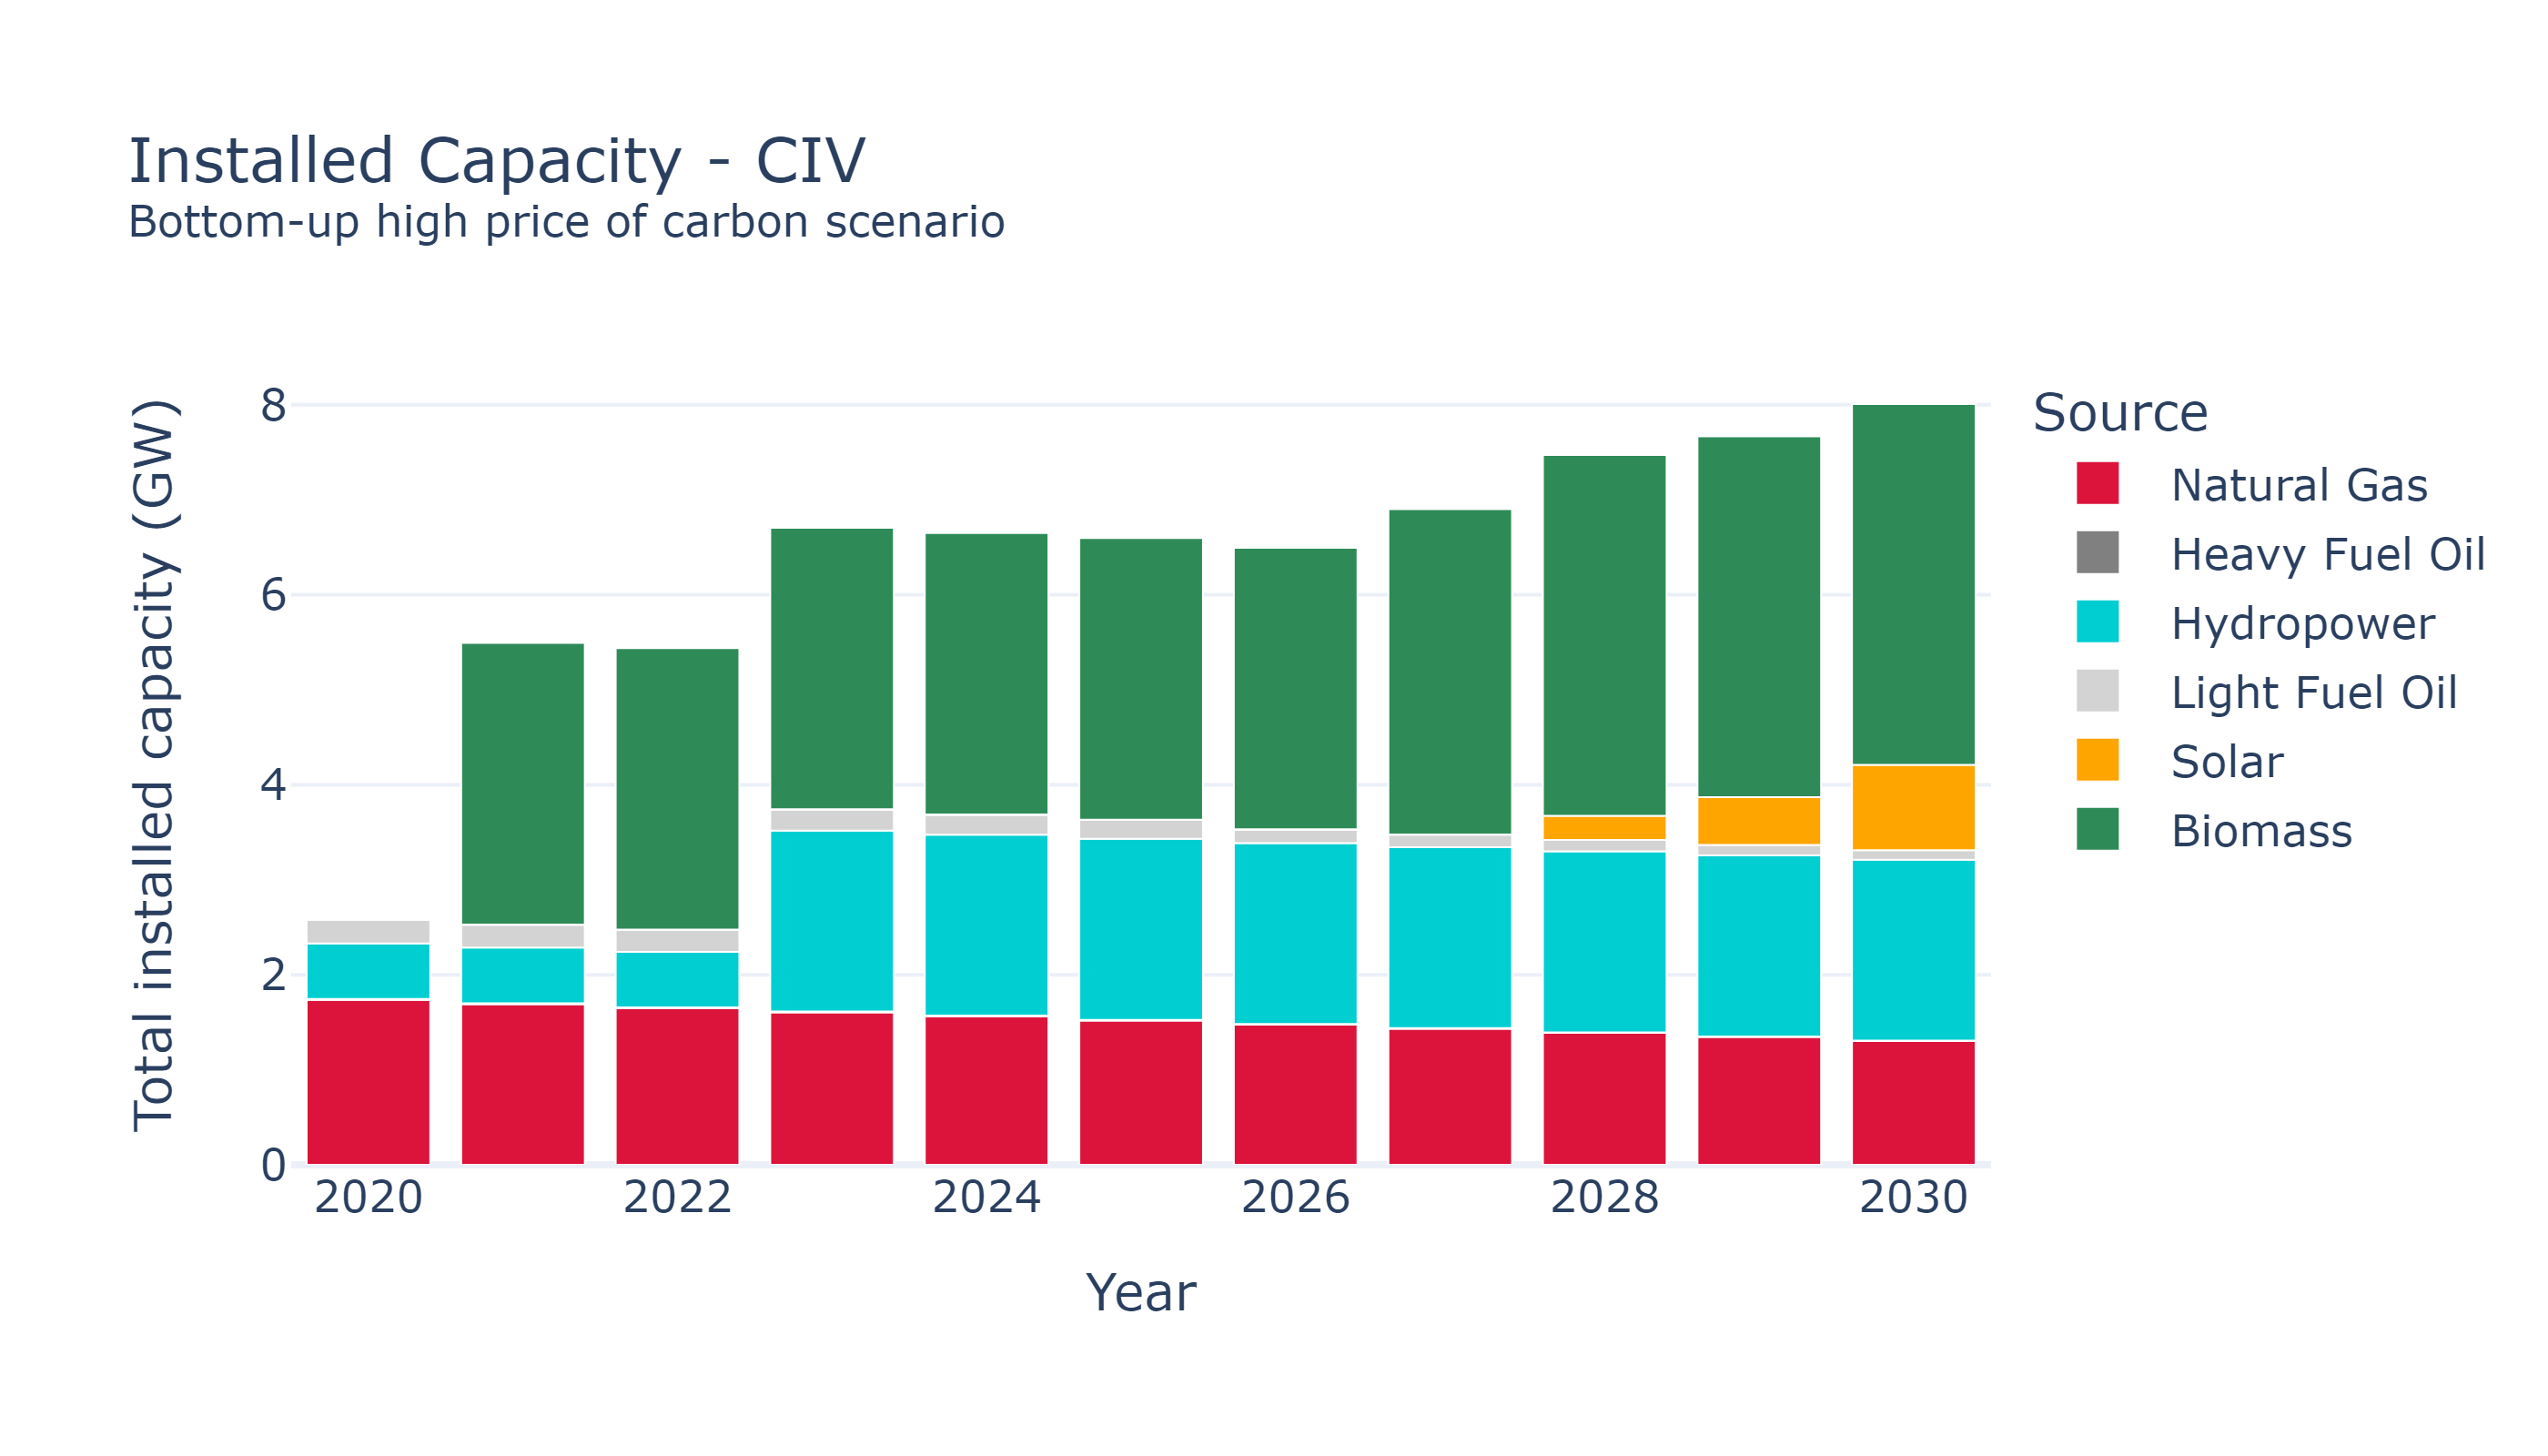 Installed Capacity - CIV
Bottom-up high price of carbon scenario
Total installed capacity (GW)
8
6
4
2
0
2020
2022
2024
2026
2028
2030
Year
Source
Natural Gas
Heavy Fuel Oil
Hydropower
Light Fuel Oil
Solar
Biomass